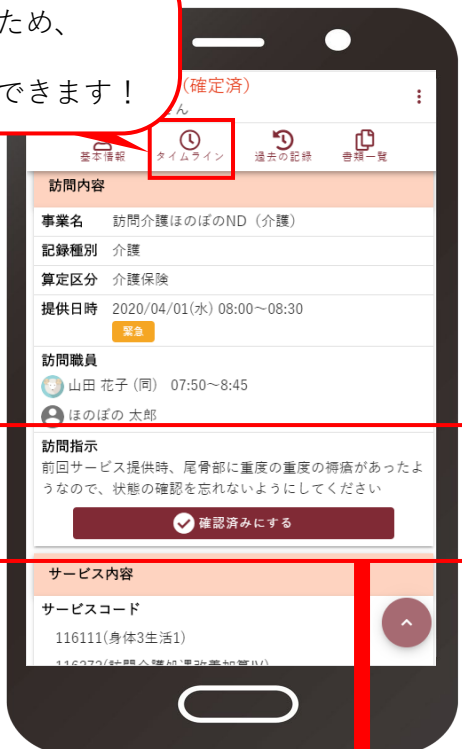 ため、
できます！
(確定済)
さん
基本情報
タイムライン
過去の記録
書類一覧
訪問内容
事業名 訪問介護ほのぼのND（介護）
記録種別 介護
算定区分 介護保険
提供日時 2020/04/01(水) 08:00～08:30
緊急
訪問職員
山田 花子 (同) 07:50～8:45
ほのぼの 太郎
訪問指示
前回サービス提供時、尾骨部に重度の重度の褥瘡があったよ
うなので、状態の確認を忘れないようにしてください
確認済みにする
サービス内容
サービスコード
116111(身体3生活1)